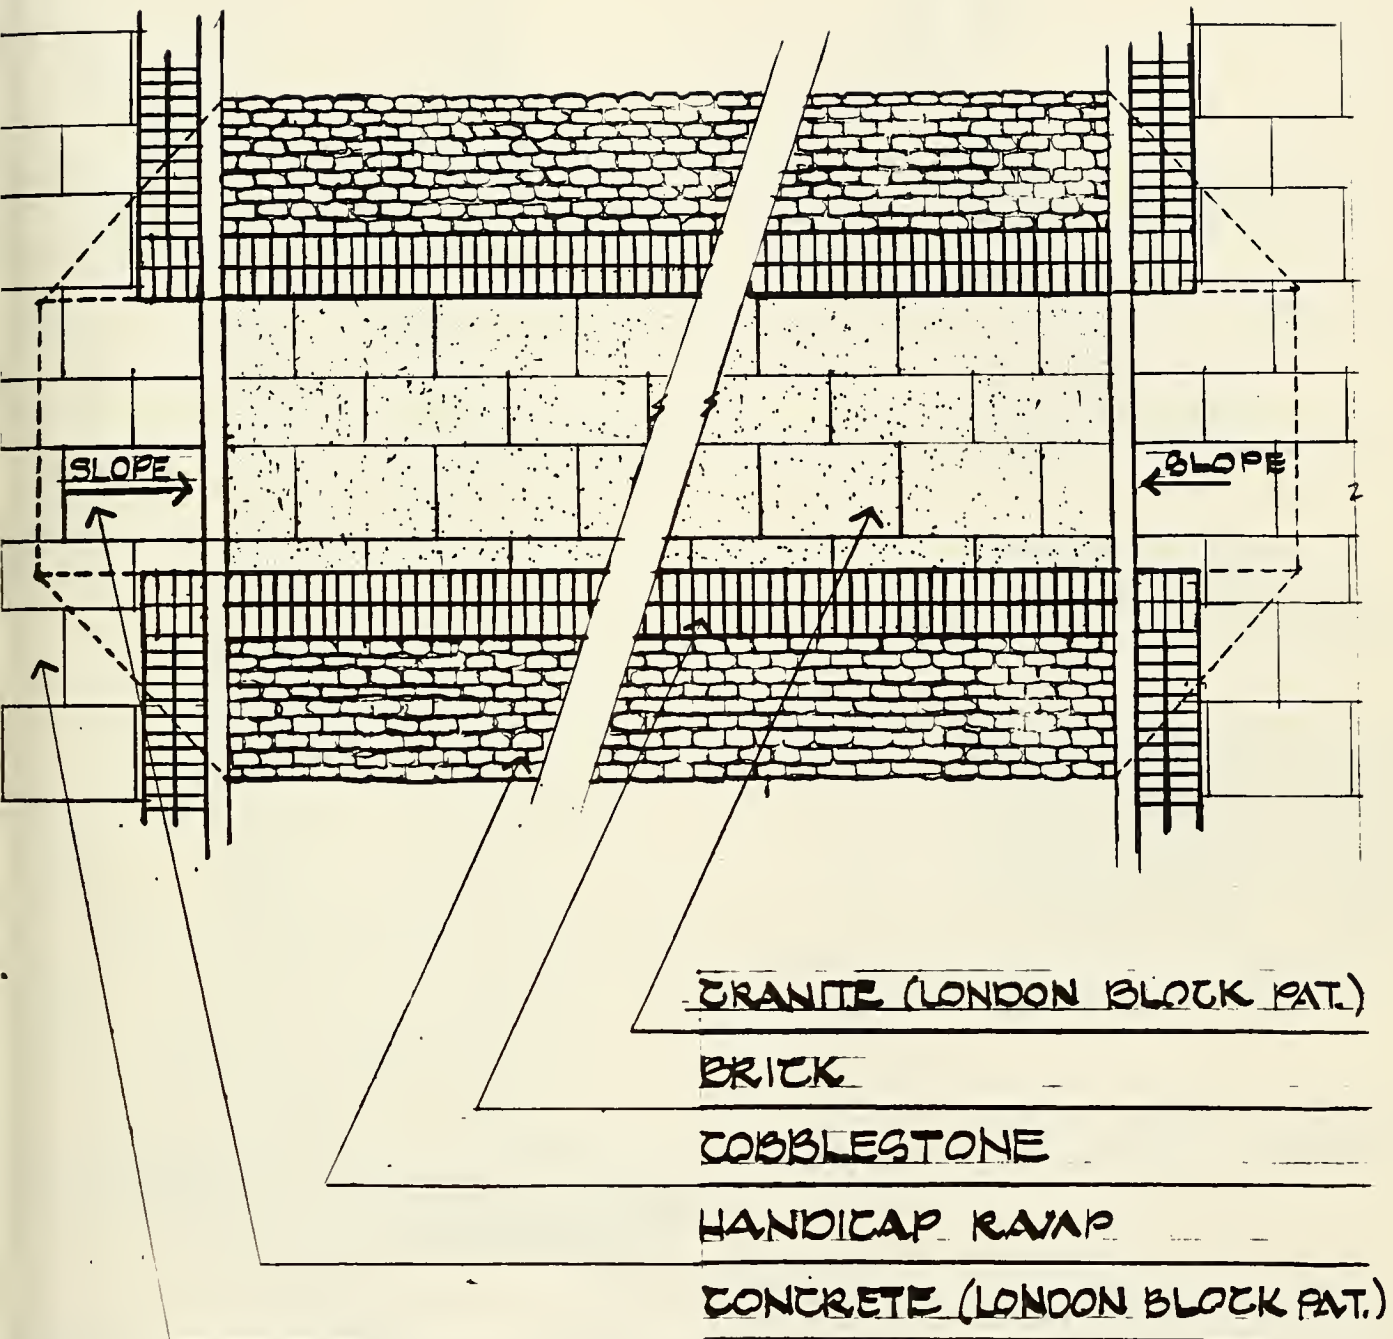 SLOPE
SLOPE
GRANITE (LONDON BLOCK PAT.)
BRICK
COBBLESTONE
HANDICAP RAMP
CONCRETE (LONDON BLOCK PAT.)